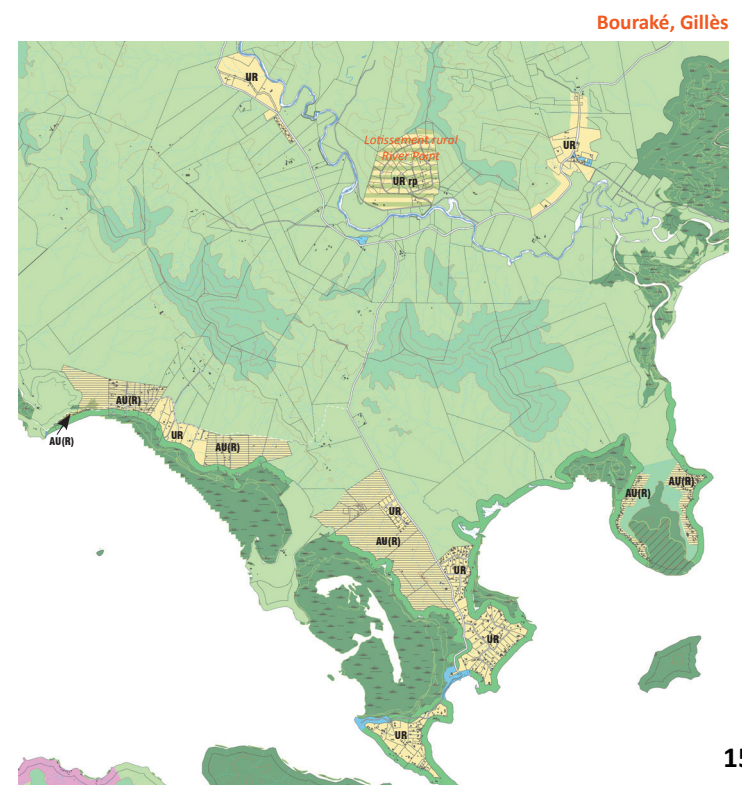 Bouraké, Gillès
UR
Lotissement rural
River Point
UR
UR rp
AU(R)
AU(R)
UR
AU(R)
UR
AU(R)
AU(R)
AU(R)
UR
UR
UR
15